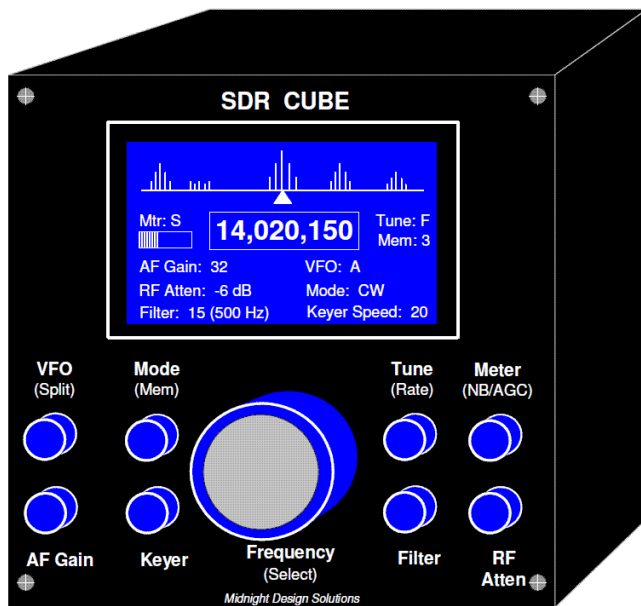 SDR CUBE
Mtr: S
14,020,150
Tune: F
Mem: 3
AF Gain: 32
VFO: A
RF Atten: -6 dB
Mode: CW
Filter: 15 (500 Hz)
Keyer Speed: 20
VFO
(Split)
Mode
(Mem)
Tune
(Rate)
Meter
(NB/AGC)
AF Gain
Keyer
Frequency
(Select)
Filter
RF
Atten
Midnight Design Solutions